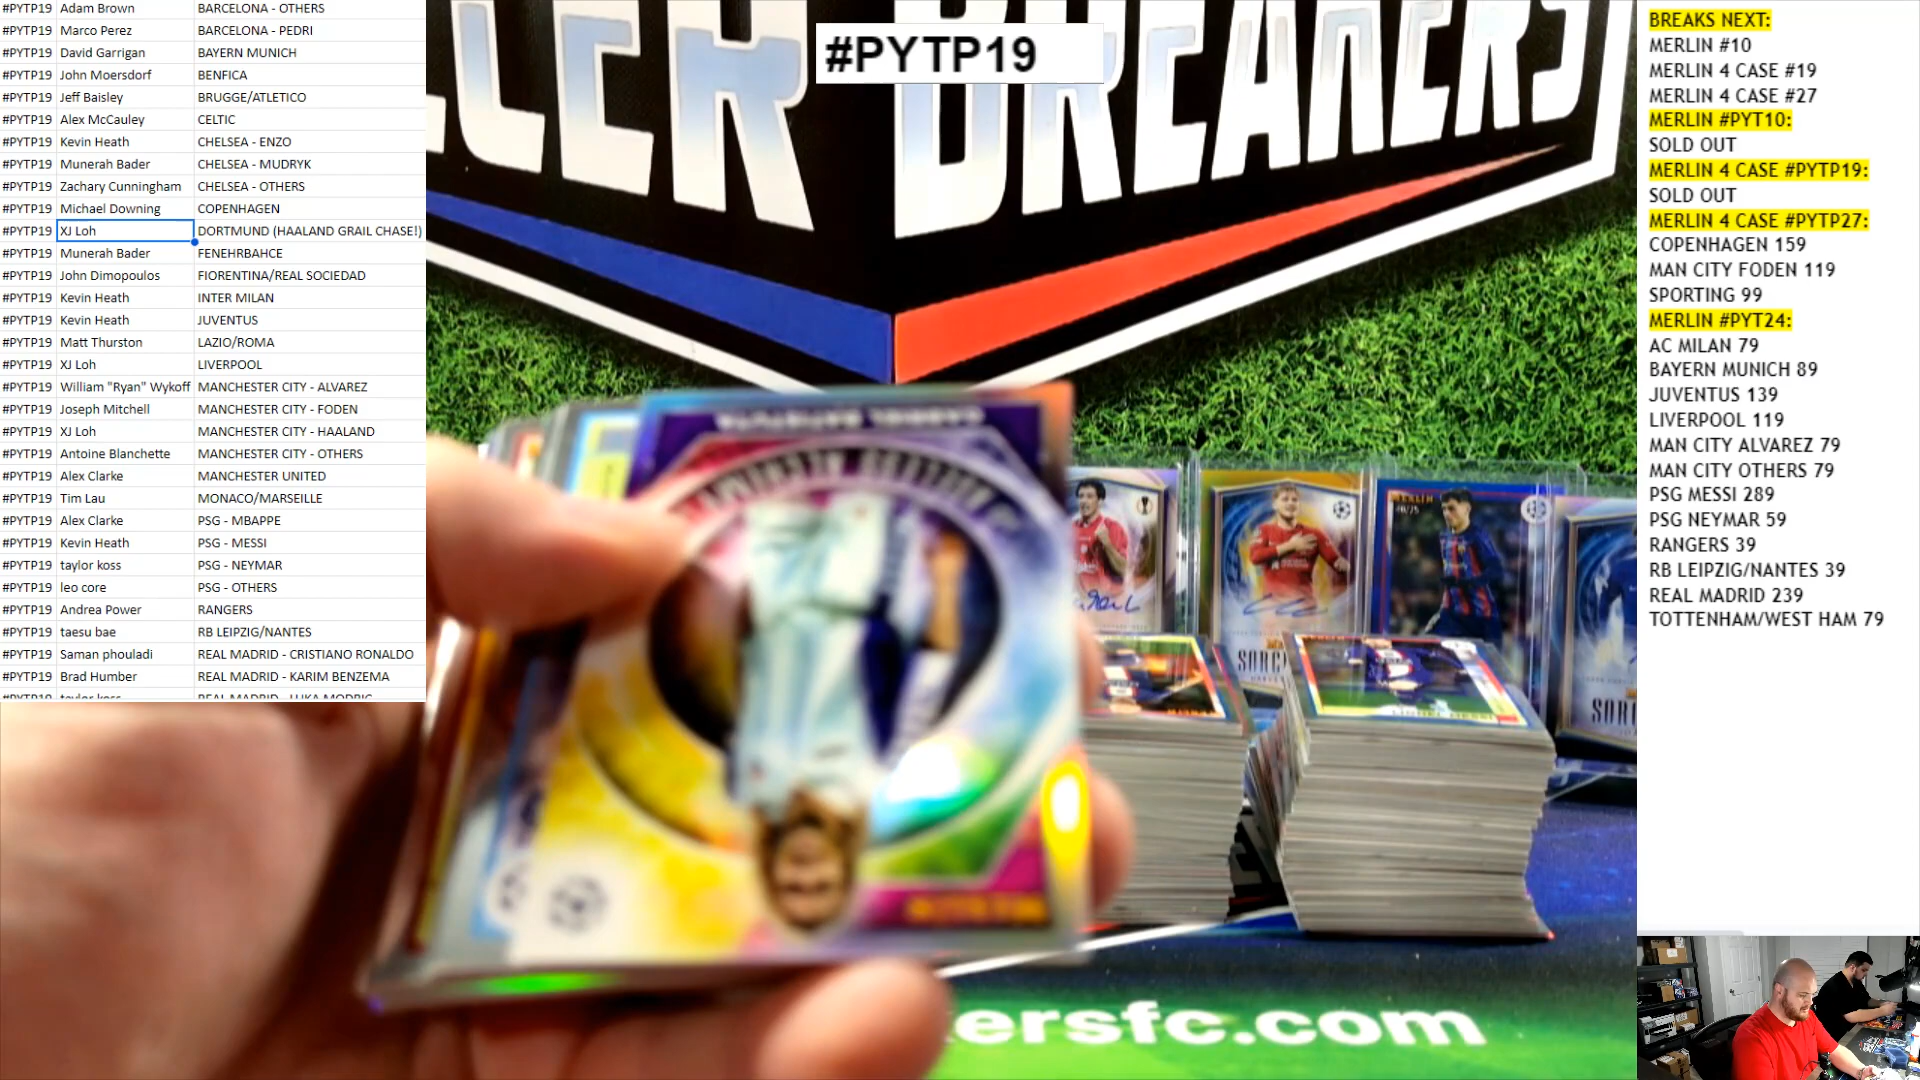 #PYTP19 Adam Brown BARCELONA - OTHERS
#PYTP19 Marco Perez BARCELONA - PEDRI
#PYTP19 David Garrigan BAYERN MUNICH
#PYTP19 John Moersdorf BENFICA
#PYTP19 Jeff Baisley BRUGGE/ATLETICO
#PYTP19 Alex McCauley CELTIC
#PYTP19 Kevin Heath CHELSEA - ENZO
#PYTP19 Munerah Bader CHELSEA - MUDRYK
#PYTP19 Zachary Cunningham CHELSEA - OTHERS
#PYTP19 Michael Downing COPENHAGEN
#PYTP19 XJ Loh DORTMUND (HAALAND GRAIL CHASE!)
#PYTP19 Munerah Bader FENEHRBAHCE
#PYTP19 John Dimopoulos FIORENTINA/REAL SOCIEDAD
#PYTP19 Kevin Heath INTER MILAN
#PYTP19 Kevin Heath JUVENTUS
#PYTP19 Matt Thurston LAZIO/ROMA
#PYTP19 XJ Loh LIVERPOOL
#PYTP19 William "Ryan" Wykoff MANCHESTER CITY - ALVAREZ
#PYTP19 Joseph Mitchell MANCHESTER CITY - FODEN
#PYTP19 XJ Loh MANCHESTER CITY - HAALAND
#PYTP19 Antoine Blanchette MANCHESTER CITY - OTHERS
#PYTP19 Alex Clarke MANCHESTER UNITED
#PYTP19 Tim Lau MONACO/MARSEILLE
#PYTP19 Alex Clarke PSG - MBAPPE
#PYTP19 Kevin Heath PSG - MESSI
#PYTP19 taylor koss PSG - NEYMAR
#PYTP19 leo core PSG - OTHERS
#PYTP19 Andrea Power RANGERS
#PYTP19 taesu bae RB LEIPZIG/NANTES
#PYTP19 Saman phouladi REAL MADRID - CRISTIANO RONALDO
#PYTP19 Brad Humber REAL MADRID - KARIM BENZEMA
#PYTP19 taylor koss REAL MADRID - LUKA MODRIC
#PYTP19
BREAKERS
MERLIN
ersfc.com
BREAKS NEXT:
MERLIN #10
MERLIN 4 CASE #19
MERLIN 4 CASE #27
MERLIN #PYT10:
SOLD OUT
MERLIN 4 CASE #PYTP19:
SOLD OUT
MERLIN 4 CASE #PYTP27:
COPENHAGEN 159
MAN CITY FODEN 119
SPORTING 99
MERLIN #PYT24:
AC MILAN 79
BAYERN MUNICH 89
JUVENTUS 139
LIVERPOOL 119
MAN CITY ALVAREZ 79
MAN CITY OTHERS 79
PSG MESSI 289
PSG NEYMAR 59
RANGERS 39
RB LEIPZIG/NANTES 39
REAL MADRID 239
TOTTENHAM/WEST HAM 79